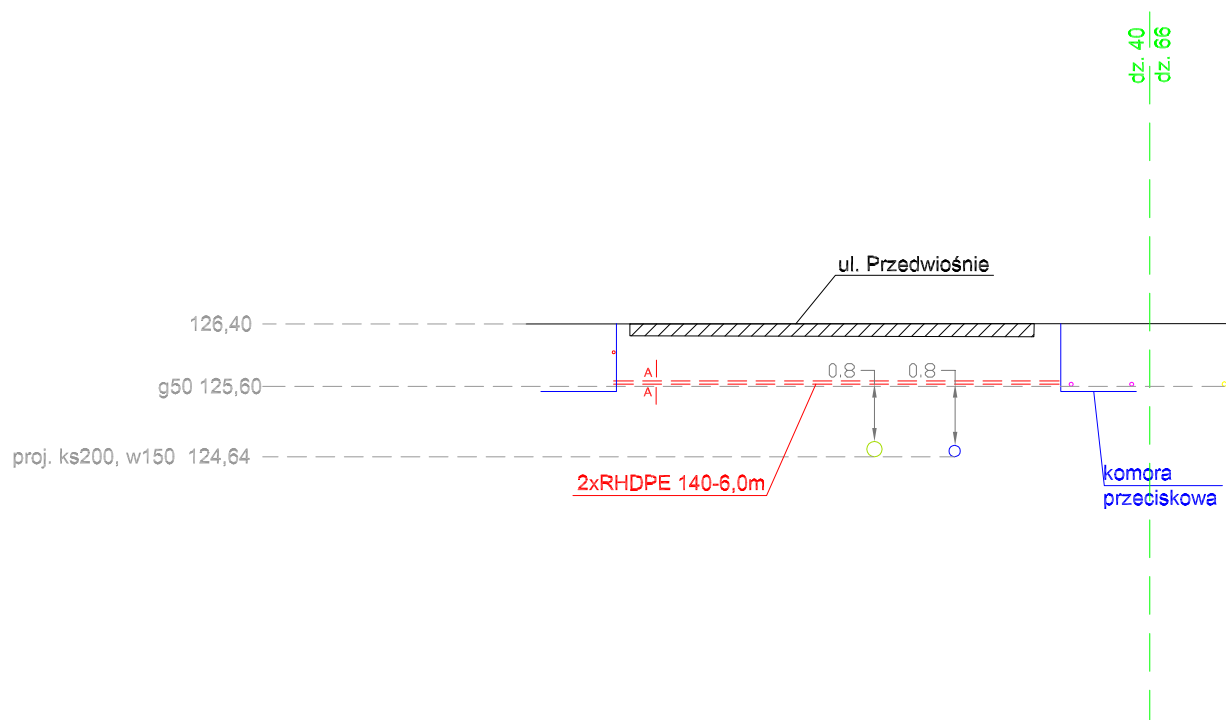 dz. 40
dz. 66
ul. Przedwiośnie
126,40
g50 125,60
A
A
0,8
0,8
proj. ks200, w150 124,64
2xRHDPE 140-6,0m
komora
przeciskowa